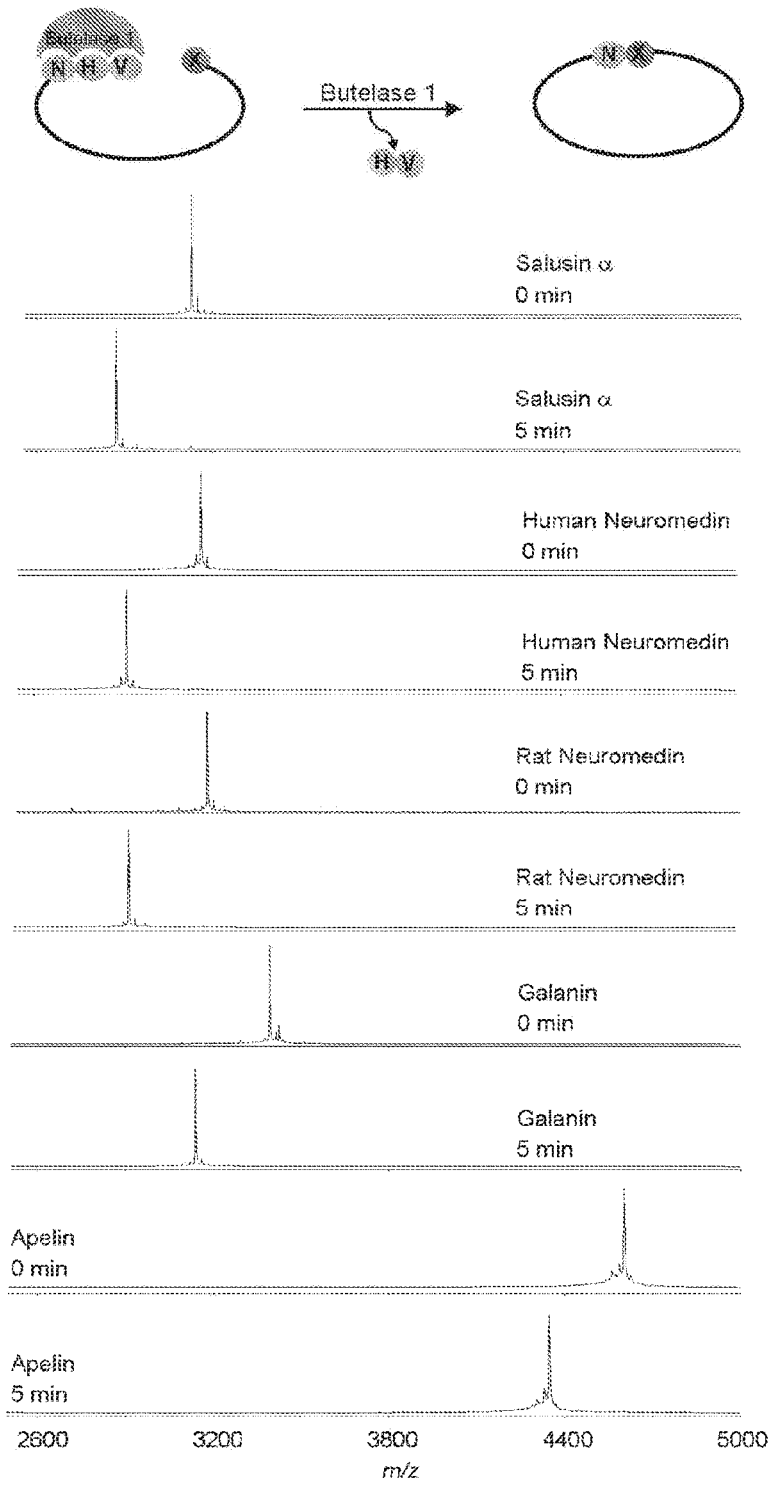 Butelase 1
N H V
X
Butelase 1
H V
N X
Salusin α
0 min
Salusin α
5 min
Human Neuromedin
0 min
Human Neuromedin
5 min
Rat Neuromedin
0 min
Rat Neuromedin
5 min
Galanin
0 min
Galanin
5 min
Apelin
0 min
Apelin
5 min
2600 3200 3800 4400 5000
m/z